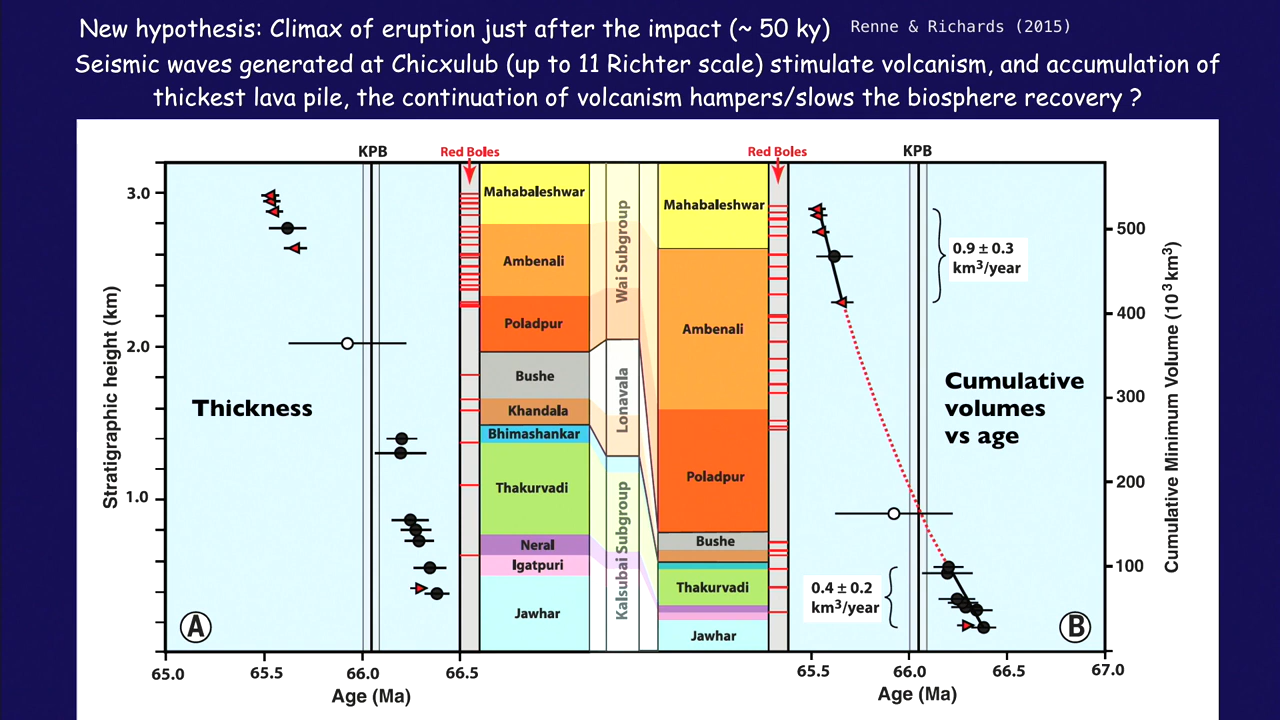 New hypothesis: Climax of eruption just after the impact (~ 50 ky) Renne & Richards (2015)
Seismic waves generated at Chicxulub (up to 11 Richter scale) stimulate volcanism, and accumulation of
thickest lava pile, the continuation of volcanism hampers/slows the biosphere recovery ?
KPB
Red Boles
Red Boles
KPB
Stratigraphic height (km)
3.0
2.0
1.0
Thickness
A
65.0
65.5
66.0
66.5
Age (Ma)
Mahabaleshwar
Ambenali
Poladpur
Bushe
Khandala
Bhimashankar
Thakurvadi
Neral
Igatpuri
Jawhar
Wai Subgroup
Lonavala
Kalsubai Subgroup
Mahabaleshwar
Ambenali
Poladpur
Bushe
Thakurvadi
Jawhar
0.9 ± 0.3
km³/year
Cumulative
volumes
vs age
0.4 ± 0.2
km³/year
B
65.5
66.0
66.5
67.0
Age (Ma)
500
400
300
200
100
Cumulative Minimum Volume (10³ km³)